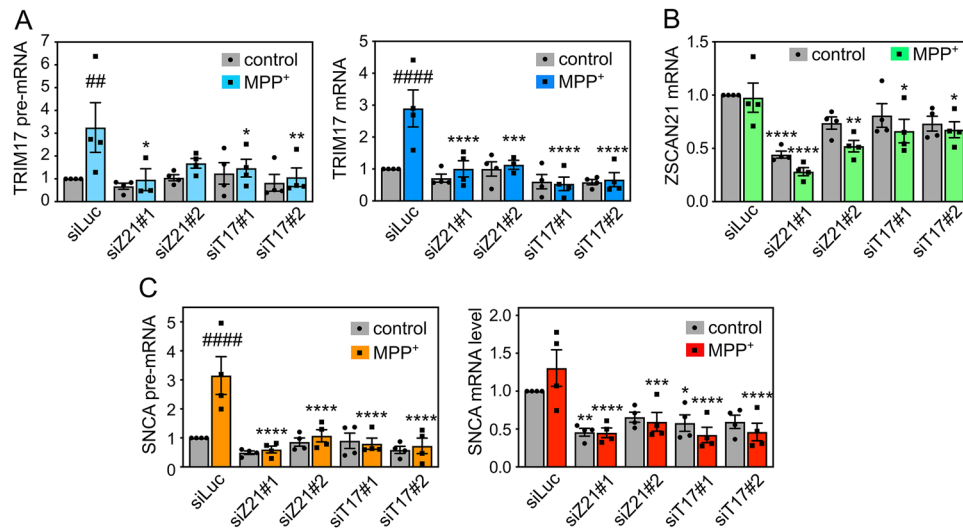 A
TRIM17 pre-mRNA
7
6
5
4
3
2
1
0
##
*
*
**
control
MPP+
siLuc
siZ21#1
siZ21#2
siT17#1
siT17#2
TRIM17 mRNA
5
4
3
2
1
0
####
****
***
****
****
control
MPP+
siLuc
siZ21#1
siZ21#2
siT17#1
siT17#2
B
ZSCAN21 mRNA
1.5
1.0
0.5
0.0
control
MPP+
****
****
**
*
*
siLuc
siZ21#1
siZ21#2
siT17#1
siT17#2
C
SNCA pre-mRNA
5
4
3
2
1
0
####
****
****
****
****
control
MPP+
siLuc
siZ21#1
siZ21#2
siT17#1
siT17#2
SNCA mRNA level
2.0
1.5
1.0
0.5
0.0
**
****
***
*
****
****
control
MPP+
siLuc
siZ21#1
siZ21#2
siT17#1
siT17#2